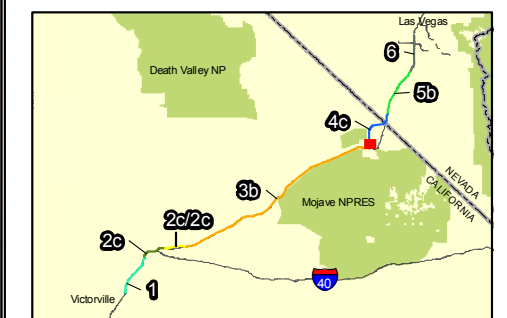 Las Vegas
6
Death Valley NP
5b
4c
NEVADA
CALIFORNIA
3b
Mojave NPRES
2c/2c
2c
40
1
Victorville